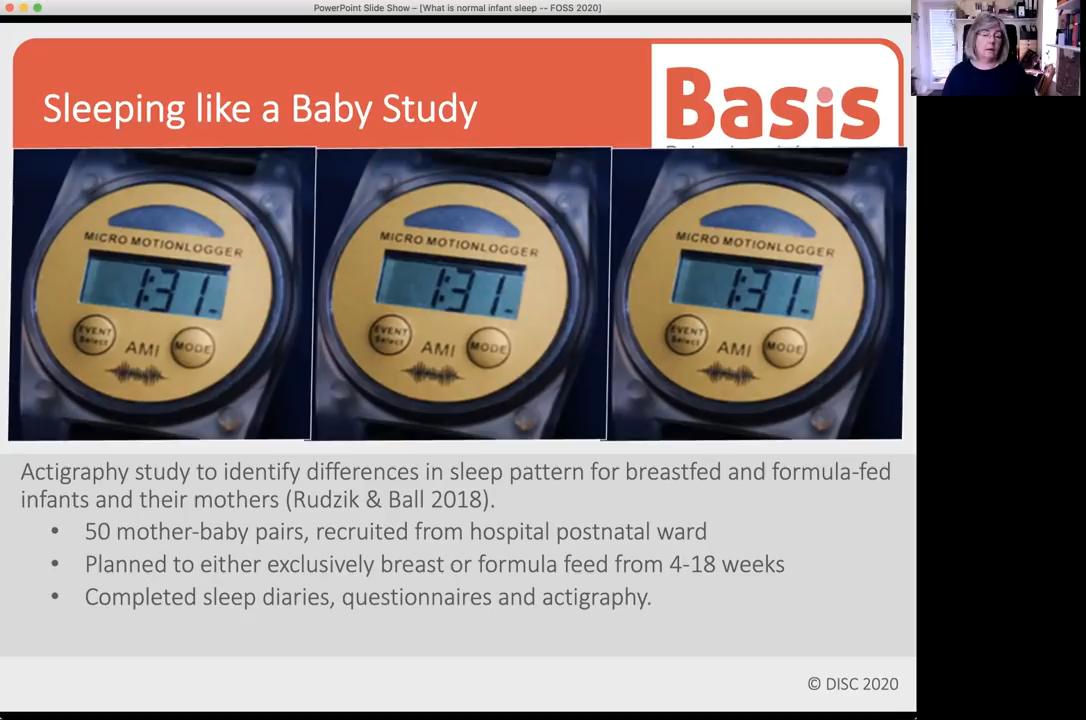 PowerPoint Slide Show – [What is normal infant sleep -- FOSS 2020]
Sleeping like a Baby Study
Basis
MICRO MOTIONLOGGER
1:31.
EVENT
Select
AMI
MODE
MICRO MOTIONLOGGER
1:31.
EVENT
Select
AMI
MODE
MICRO MOTIONLOGGER
1:31.
EVENT
Select
AMI
MODE
Actigraphy study to identify differences in sleep pattern for breastfed and formula-fed
infants and their mothers (Rudzik & Ball 2018).
• 50 mother-baby pairs, recruited from hospital postnatal ward
• Planned to either exclusively breast or formula feed from 4-18 weeks
• Completed sleep diaries, questionnaires and actigraphy.
© DISC 2020